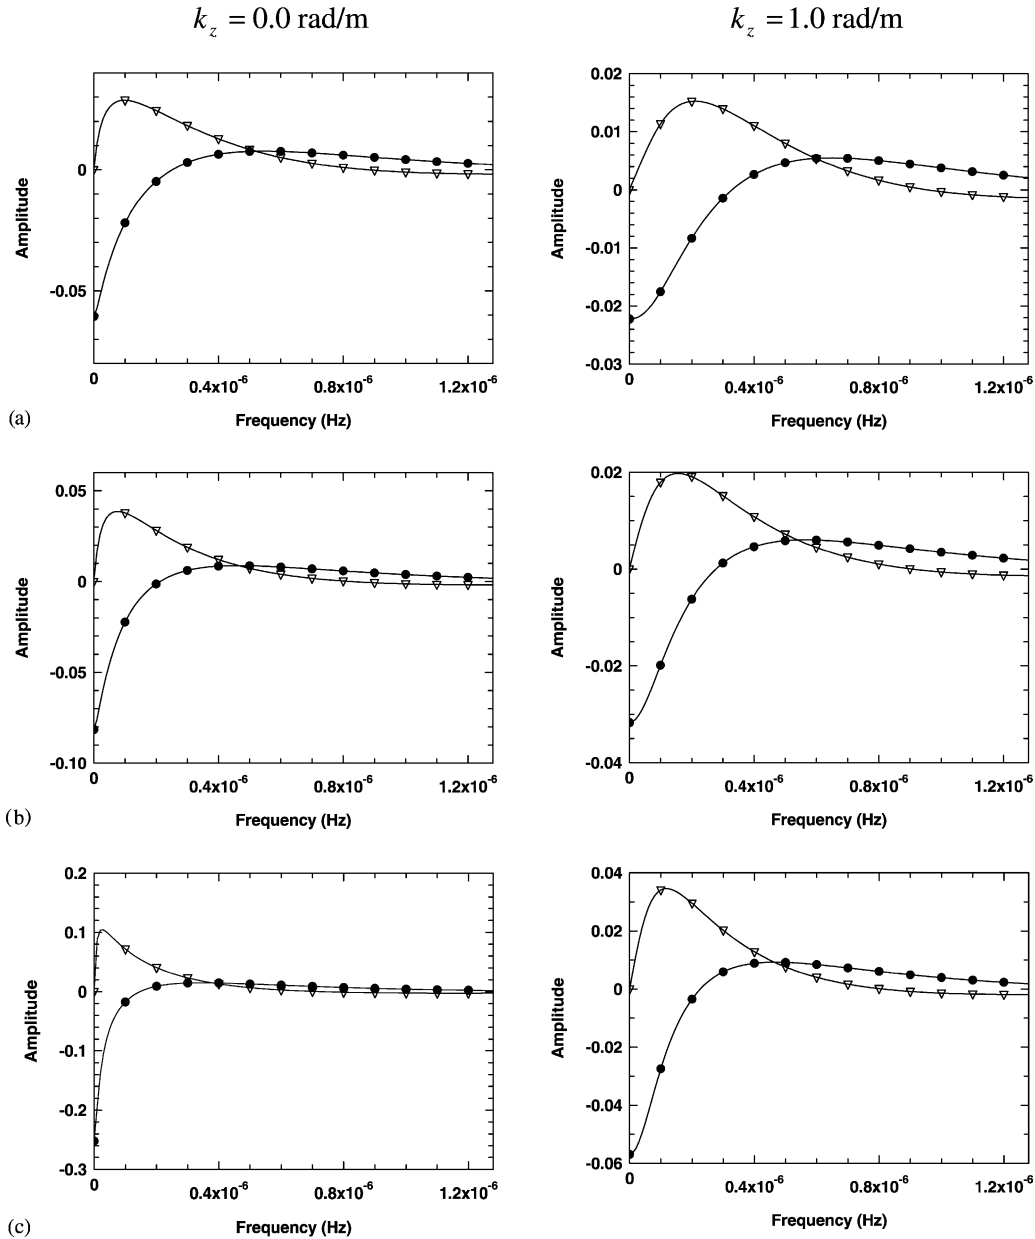 k_z = 0.0 rad/m
k_z = 1.0 rad/m
Amplitude
0
-0.05
0
0.4x10⁻⁶
0.8x10⁻⁶
1.2x10⁻⁶
Frequency (Hz)
(a)
Amplitude
0.02
0.01
0
-0.01
-0.02
-0.03
0
0.4x10⁻⁶
0.8x10⁻⁶
1.2x10⁻⁶
Frequency (Hz)
Amplitude
0.05
0
-0.05
-0.10
0
0.4x10⁻⁶
0.8x10⁻⁶
1.2x10⁻⁶
Frequency (Hz)
(b)
Amplitude
0.02
0
-0.02
-0.04
0
0.4x10⁻⁶
0.8x10⁻⁶
1.2x10⁻⁶
Frequency (Hz)
Amplitude
0.2
0.1
0
-0.1
-0.2
-0.3
0
0.4x10⁻⁶
0.8x10⁻⁶
1.2x10⁻⁶
Frequency (Hz)
(c)
Amplitude
0.04
0.02
0
-0.02
-0.04
-0.06
0
0.4x10⁻⁶
0.8x10⁻⁶
1.2x10⁻⁶
Frequency (Hz)